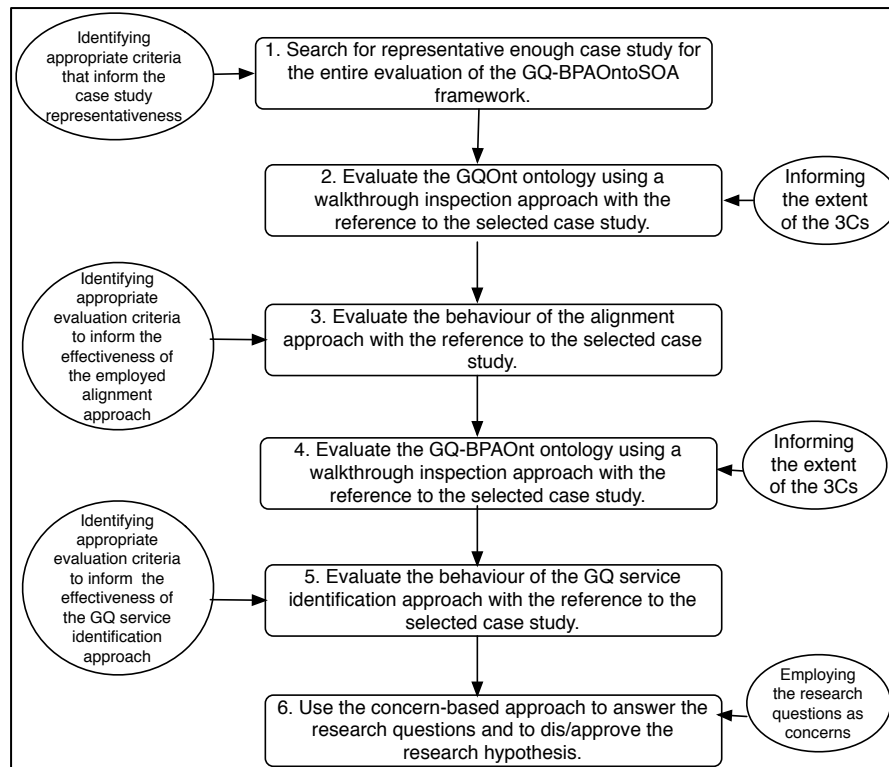 Identifying
appropriate criteria
that inform the
case study
representativeness
1. Search for representative enough case study for
the entire evaluation of the GQ-BPAOntoSOA
framework.
2. Evaluate the GQOnt ontology using a
walkthrough inspection approach with the
reference to the selected case study.
Informing
the extent
of the 3Cs
Identifying
appropriate
evaluation criteria
to inform the
effectiveness of
the employed
alignment
approach
3. Evaluate the behaviour of the alignment
approach with the reference to the selected case
study.
4. Evaluate the GQ-BPAOnt ontology using a
walkthrough inspection approach with the
reference to the selected case study.
Informing
the extent
of the 3Cs
Identifying
appropriate
evaluation criteria
to inform the
effectiveness of
the GQ service
identification
approach
5. Evaluate the behaviour of the GQ service
identification approach with the reference to the
selected case study.
6. Use the concern-based approach to answer the
research questions and to dis/approve the
research hypothesis.
Employing
the research
questions as
concerns